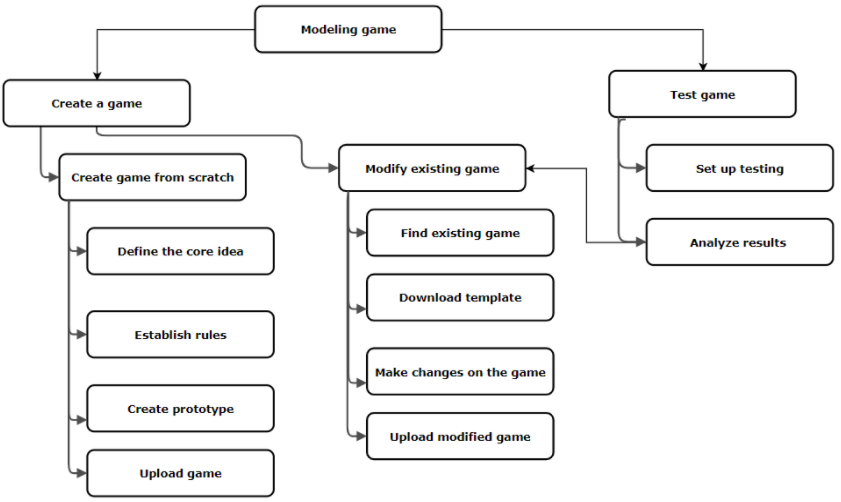 Modeling game
Create a game
Test game
Create game from scratch
Modify existing game
Set up testing
Define the core idea
Find existing game
Analyze results
Download template
Establish rules
Make changes on the game
Create prototype
Upload modified game
Upload game